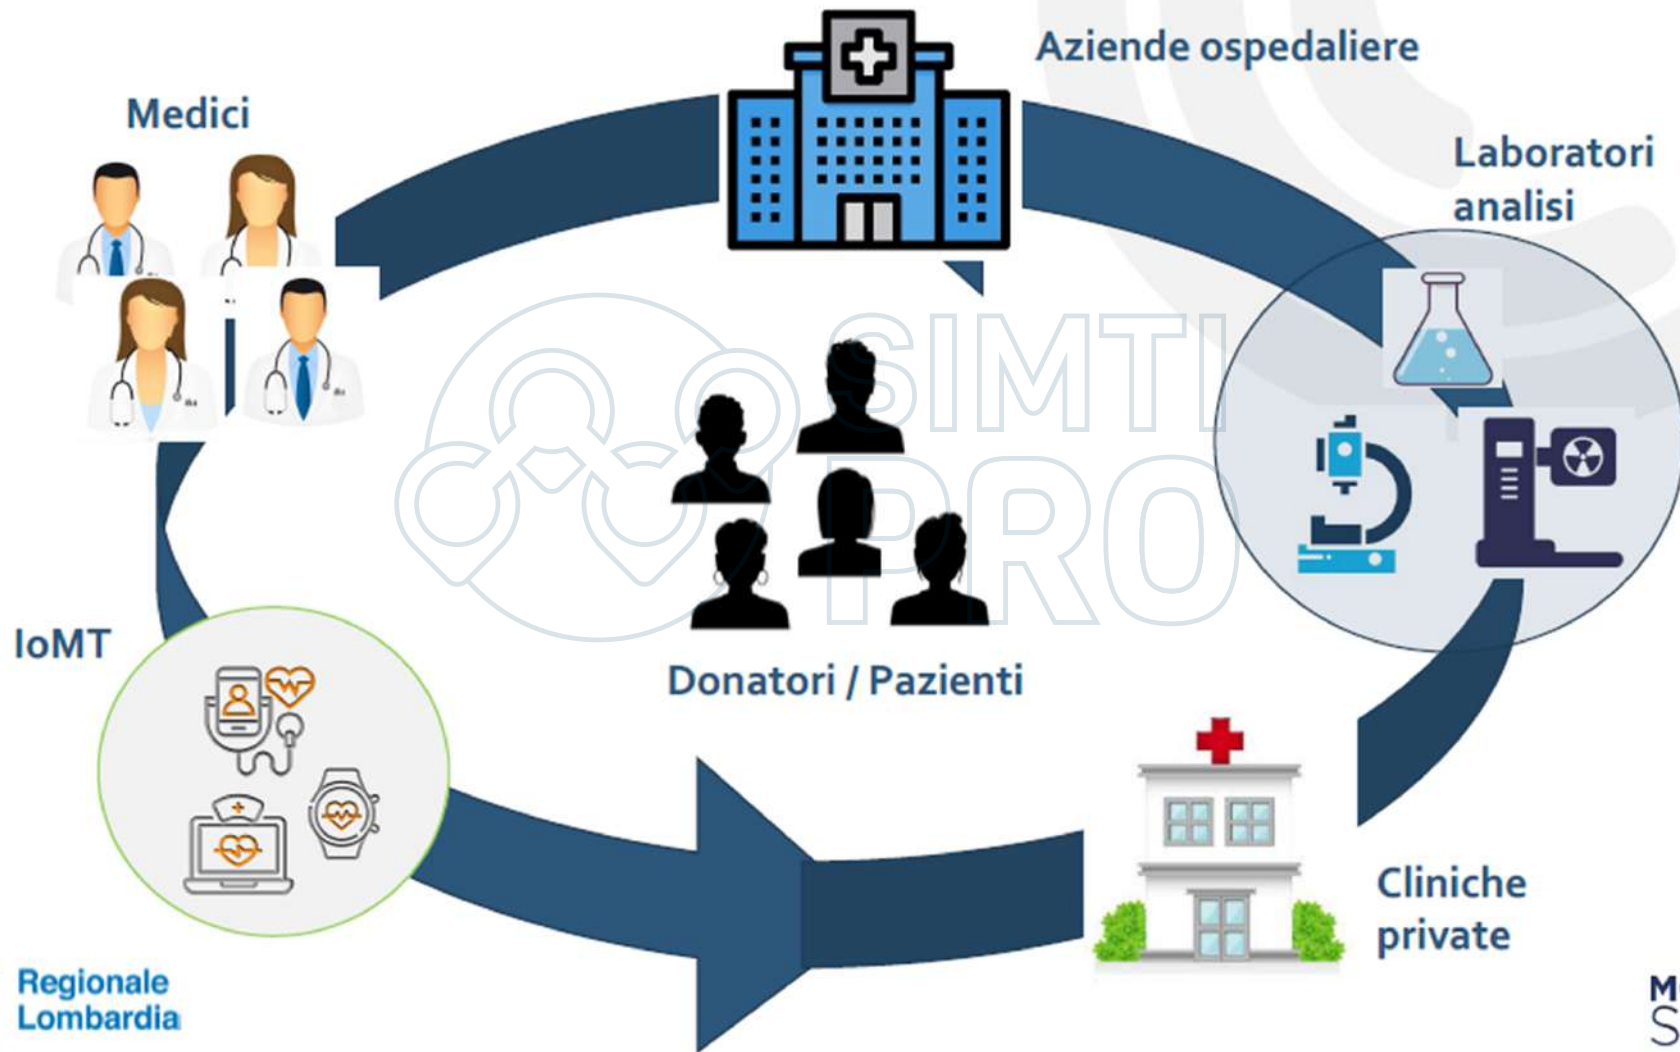 Aziende ospedaliere
Medici
Laboratori
analisi
SIMTI
PRO
IoMT
Donatori / Pazienti
Cliniche
private
Regionale
Lombardia